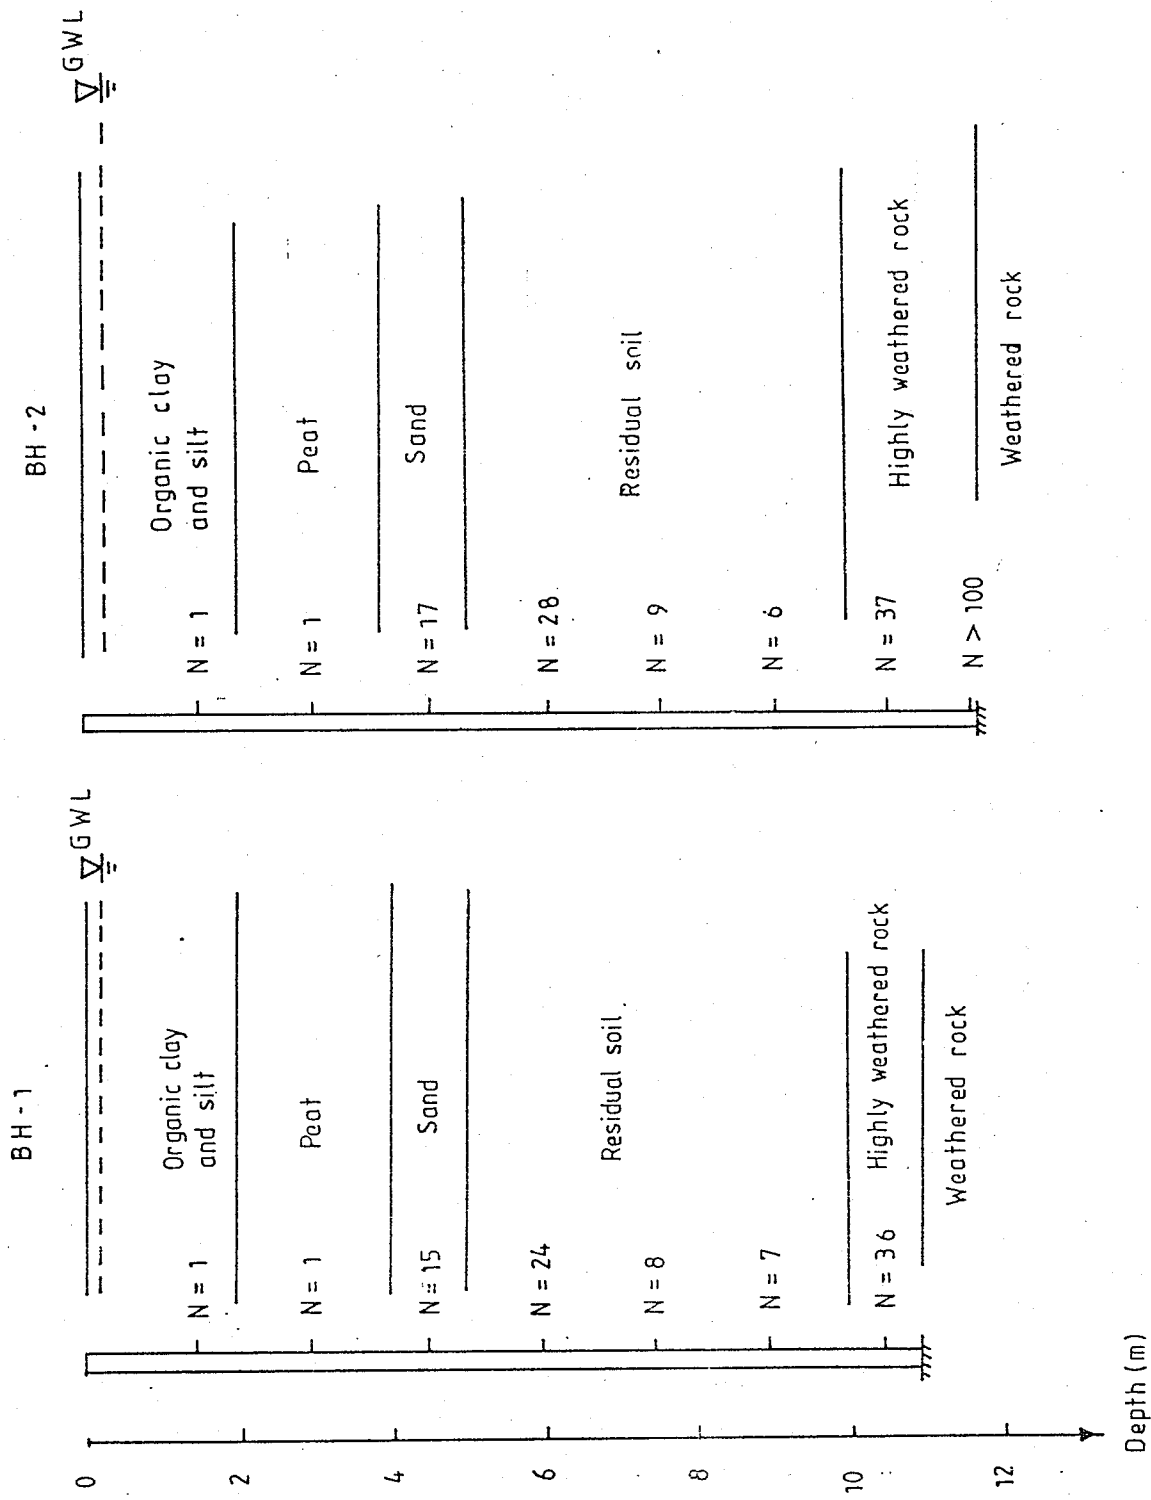 BH - 1
GWL
Organic clay
and silt
N = 1
Peat
N = 1
Sand
N = 15
N = 24
Residual soil
N = 8
N = 7
Highly weathered rock
N = 36
Weathered rock
BH - 2
GWL
Organic clay
and silt
N = 1
Peat
N = 1
Sand
N = 17
N = 28
Residual soil
N = 9
N = 6
Highly weathered rock
N = 37
N > 100
Weathered rock
0
2
4
6
8
10
12
Depth (m)